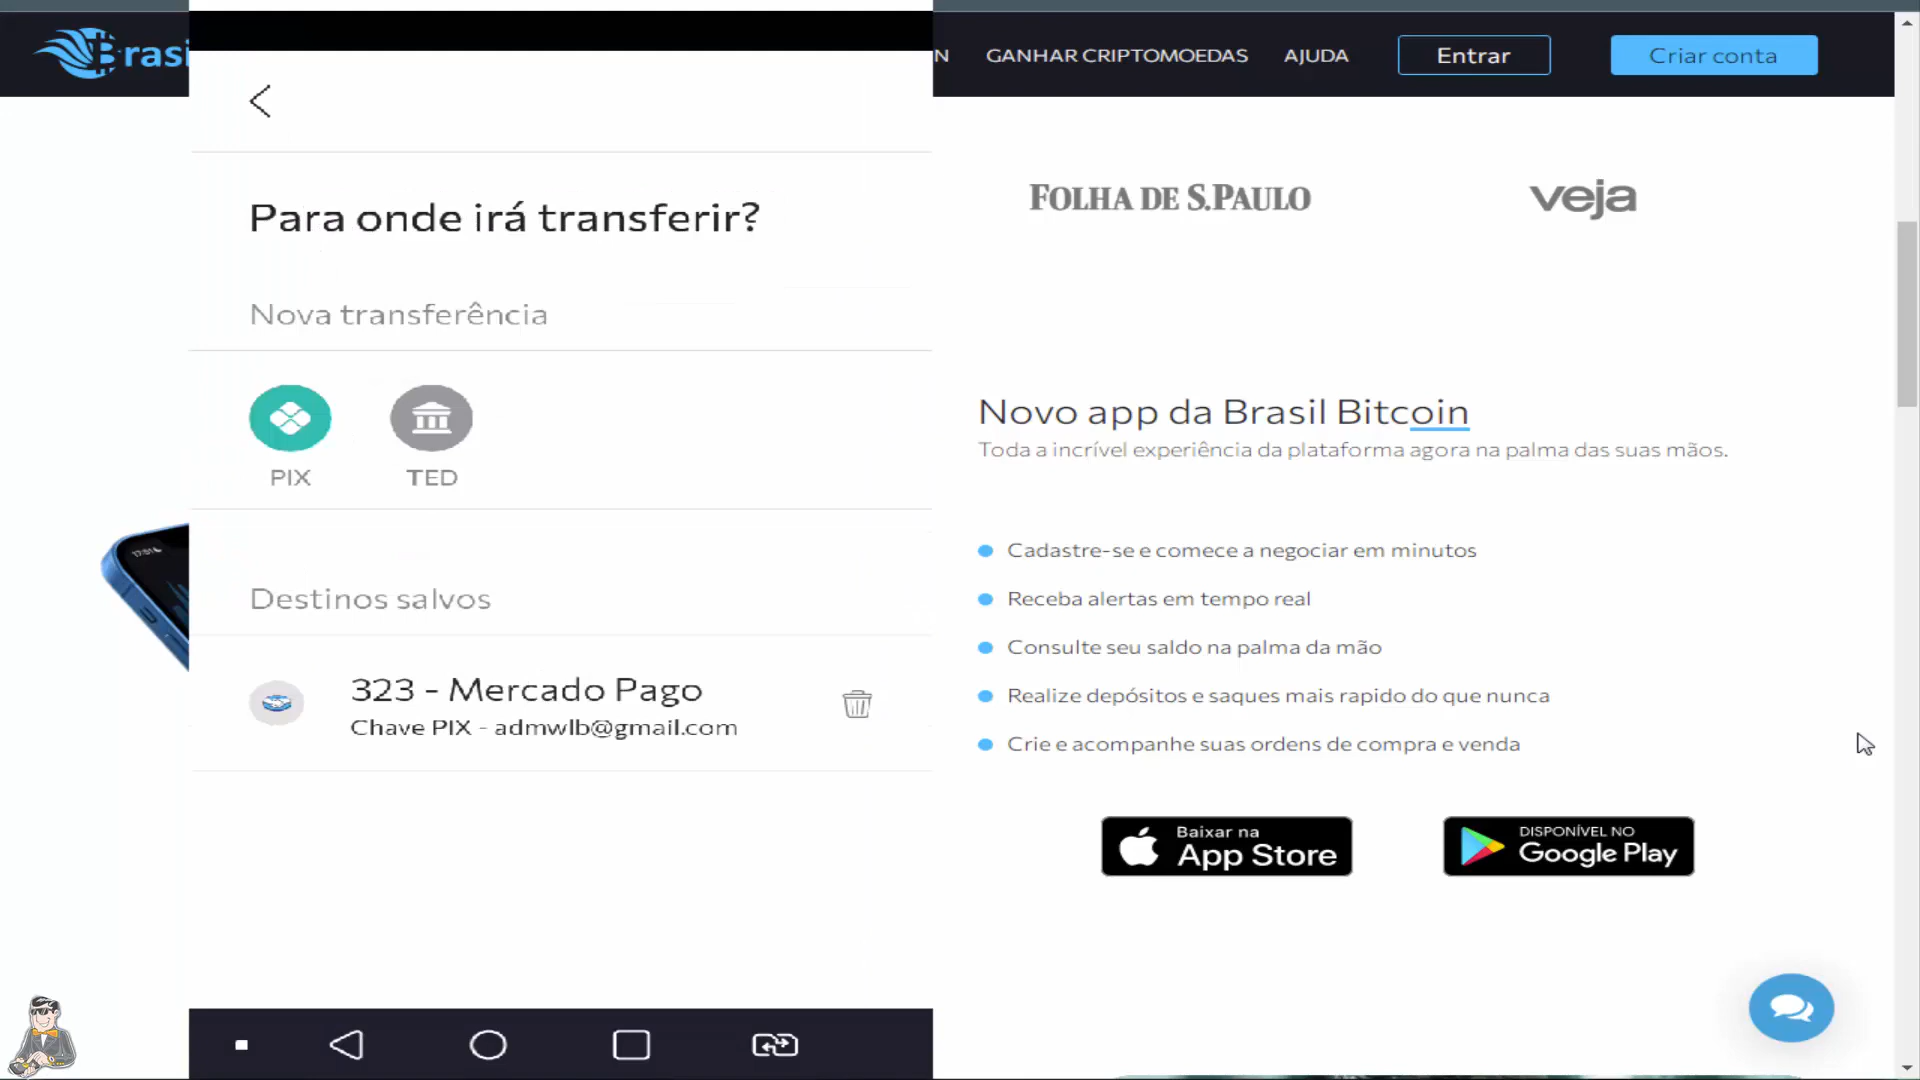 Brasi
N
GANHAR CRIPTOMOEDAS
AJUDA
Entrar
Criar conta
Para onde irá transferir?
Nova transferência
PIX
TED
Destinos salvos
323 - Mercado Pago
Chave PIX - admwlb@gmail.com
FOLHA DE S.PAULO
veja
Novo app da Brasil Bitcoin
Toda a incrível experiência da plataforma agora na palma das suas mãos.
Cadastre-se e comece a negociar em minutos
Receba alertas em tempo real
Consulte seu saldo na palma da mão
Realize depósitos e saques mais rapido do que nunca
Crie e acompanhe suas ordens de compra e venda
Baixar na
App Store
DISPONÍVEL NO
Google Play